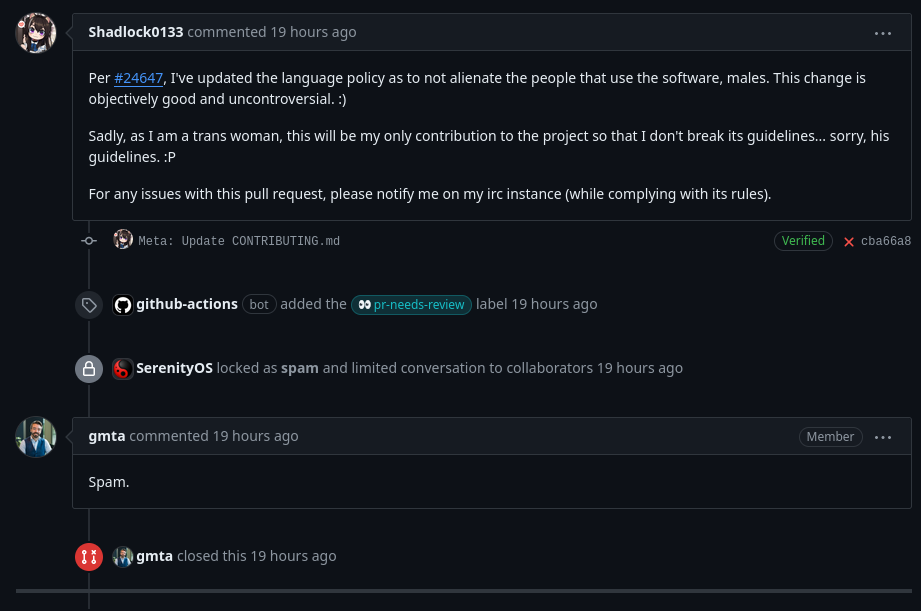 Shadlock0133 commented 19 hours ago
Per #24647, I've updated the language policy as to not alienate the people that use the software, males. This change is
objectively good and uncontroversial. :)
Sadly, as I am a trans woman, this will be my only contribution to the project so that I don't break its guidelines... sorry, his
guidelines. :P
For any issues with this pull request, please notify me on my irc instance (while complying with its rules).
Meta: Update CONTRIBUTING.md Verified cba66a8
github-actions bot added the 👀 pr-needs-review label 19 hours ago
SerenityOS locked as spam and limited conversation to collaborators 19 hours ago
gmta commented 19 hours ago Member
Spam.
gmta closed this 19 hours ago